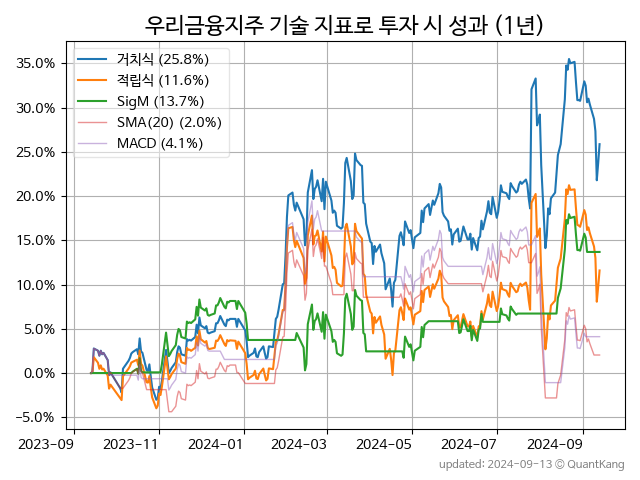 우리금융지주 기술 지표로 투자 시 성과 (1년)
거치식 (25.8%)
적립식 (11.6%)
SigM (13.7%)
SMA(20) (2.0%)
MACD (4.1%)
35.0%
30.0%
25.0%
20.0%
15.0%
10.0%
5.0%
0.0%
−5.0%
2023-09 2023-11 2024-01 2024-03 2024-05 2024-07 2024-09
updated: 2024-09-13 ⓒ QuantKang